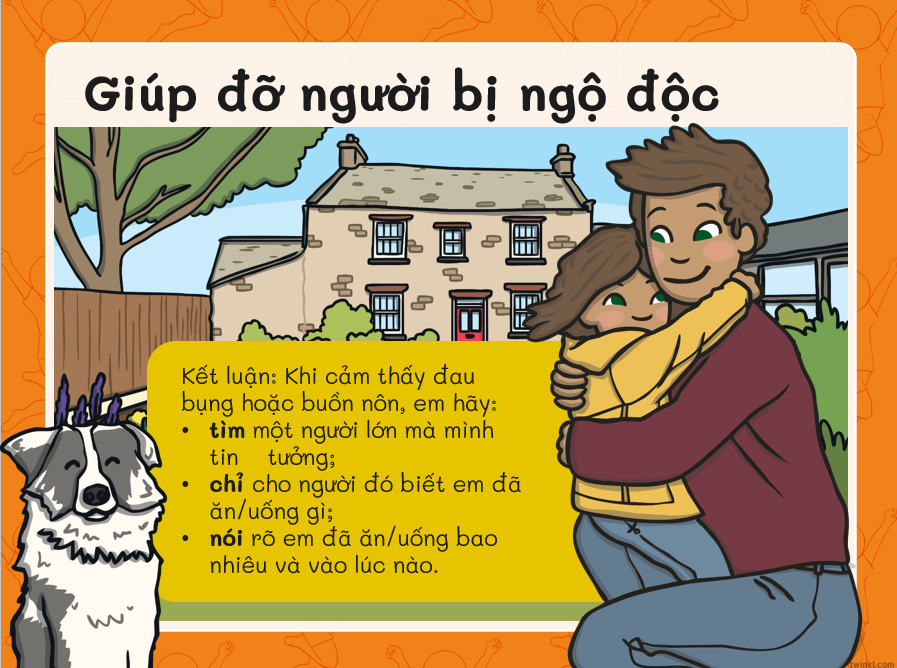 Giúp đỡ người bị ngộ độc
Kết luận: Khi cảm thấy đau
bụng hoặc buồn nôn, em hãy:
• tìm một người lớn mà mình
tin tưởng;
• chỉ cho người đó biết em đã
ăn/uống gì;
• nói rõ em đã ăn/uống bao
nhiêu và vào lúc nào.
twinkl.com